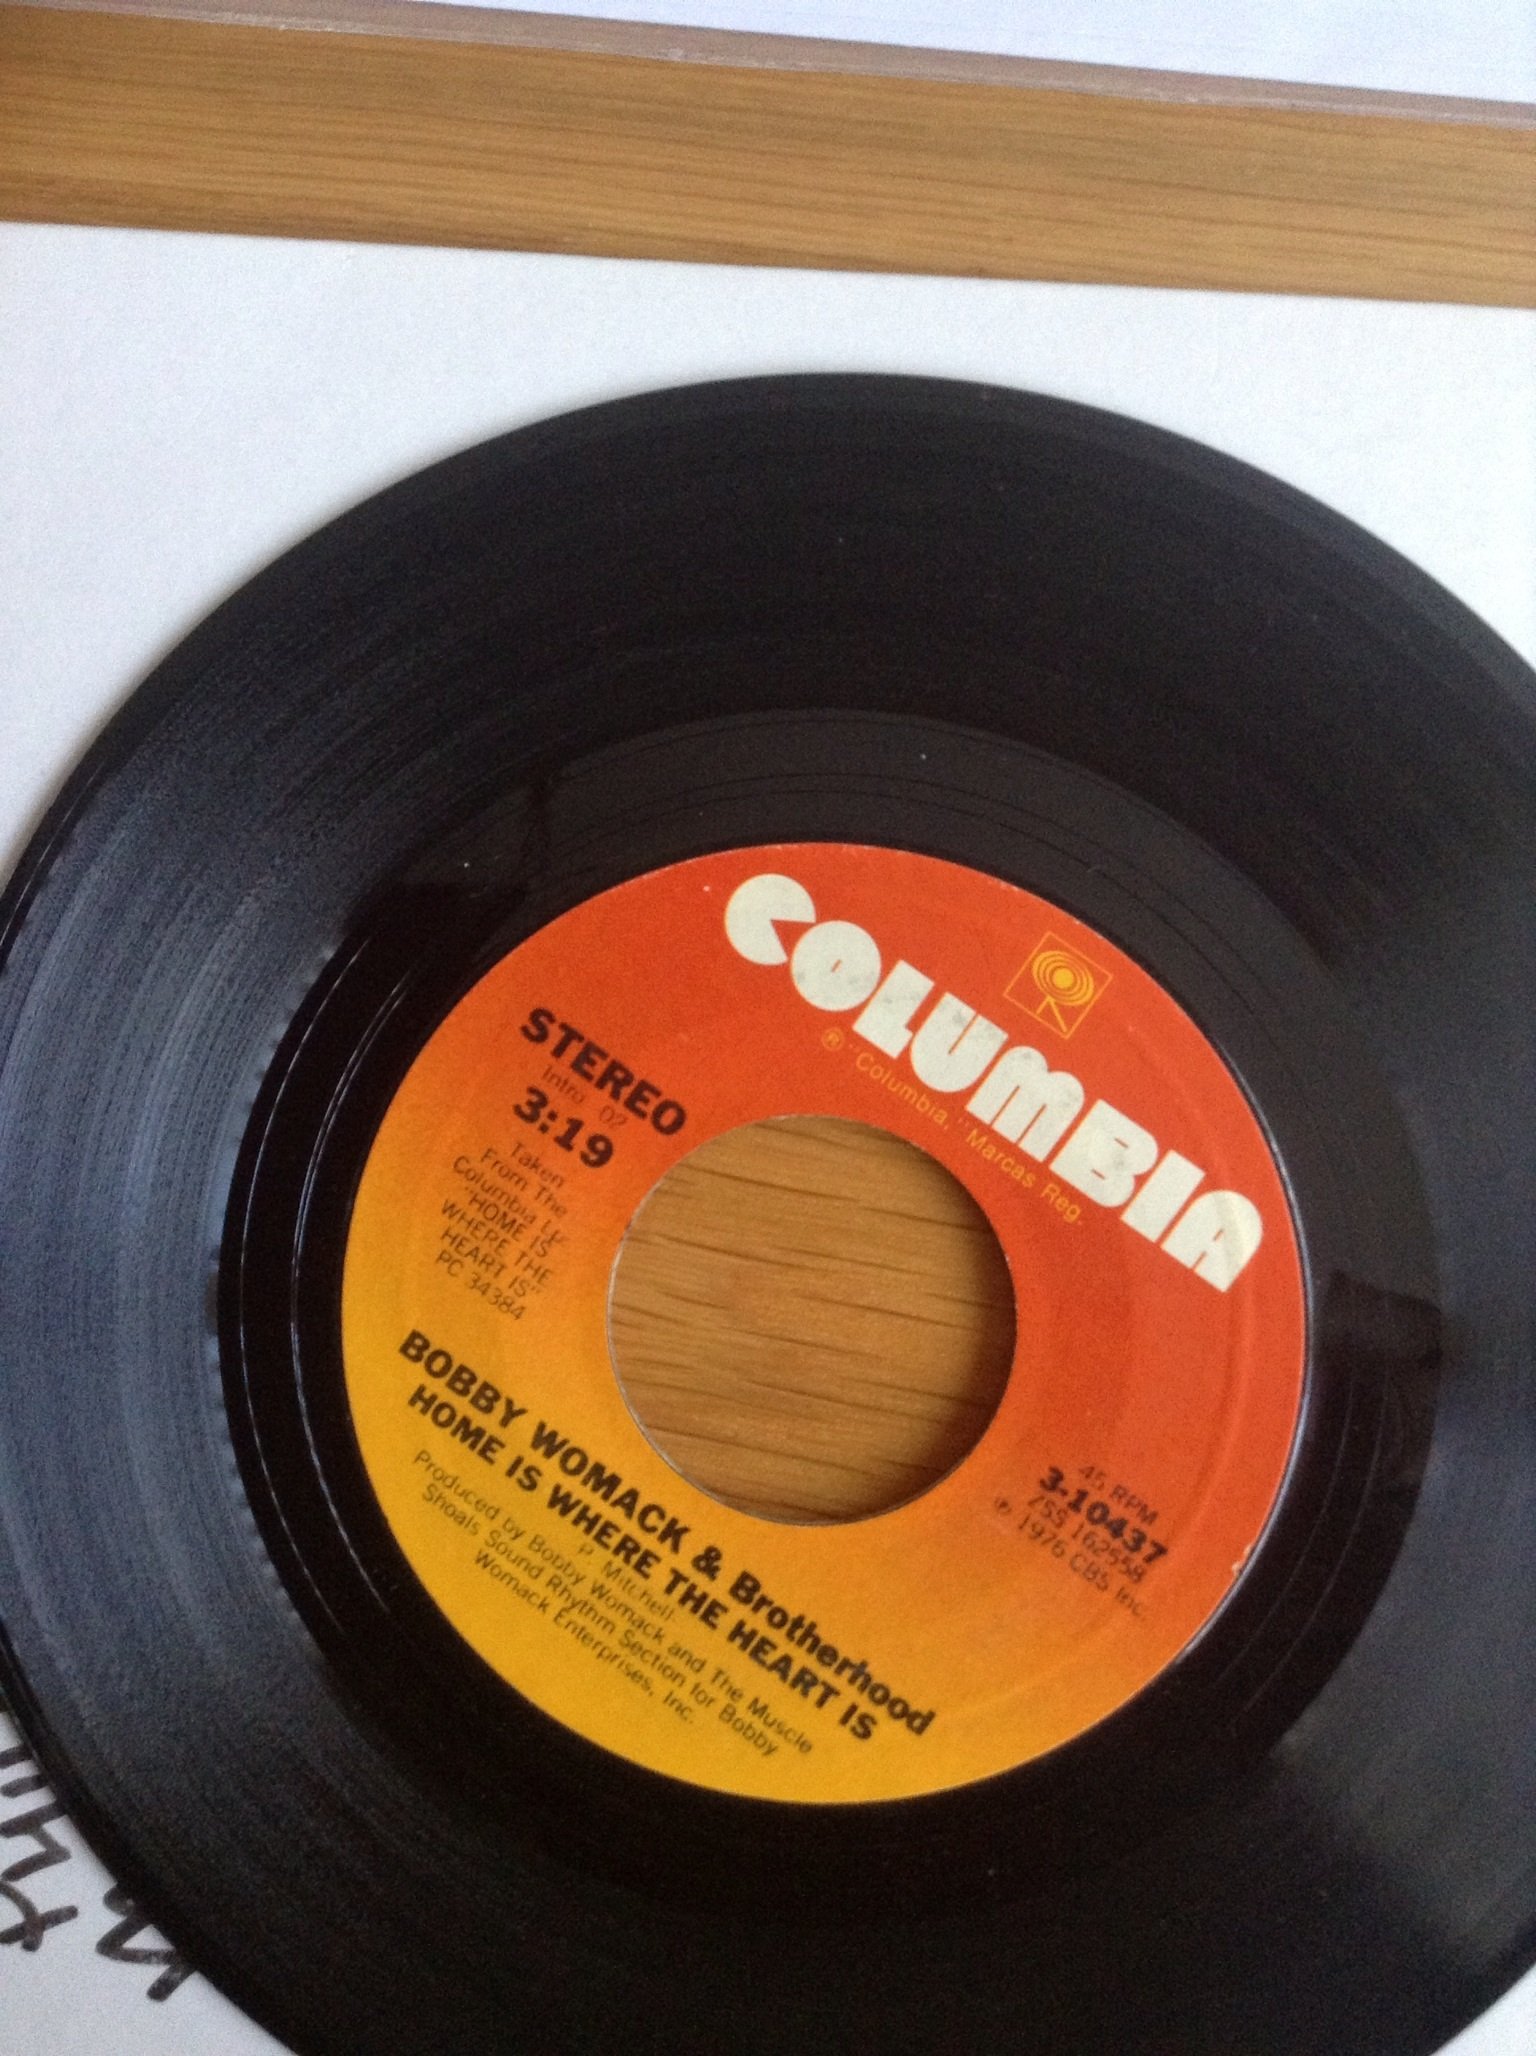 COLUMBIA
® "Columbia," Marcas Reg.
STEREO
Intro :02
3:19
Taken
From The
Columbia Lp:
"HOME IS
WHERE THE
HEART IS"
PC 34384
45 RPM
3-10437
ZSS 162558
℗ 1976 CBS Inc.
BOBBY WOMACK & Brotherhood
HOME IS WHERE THE HEART IS
P. Mitchell
Produced by Bobby Womack and The Muscle
Shoals Sound Rhythm Section for Bobby
Womack Enterprises, Inc.